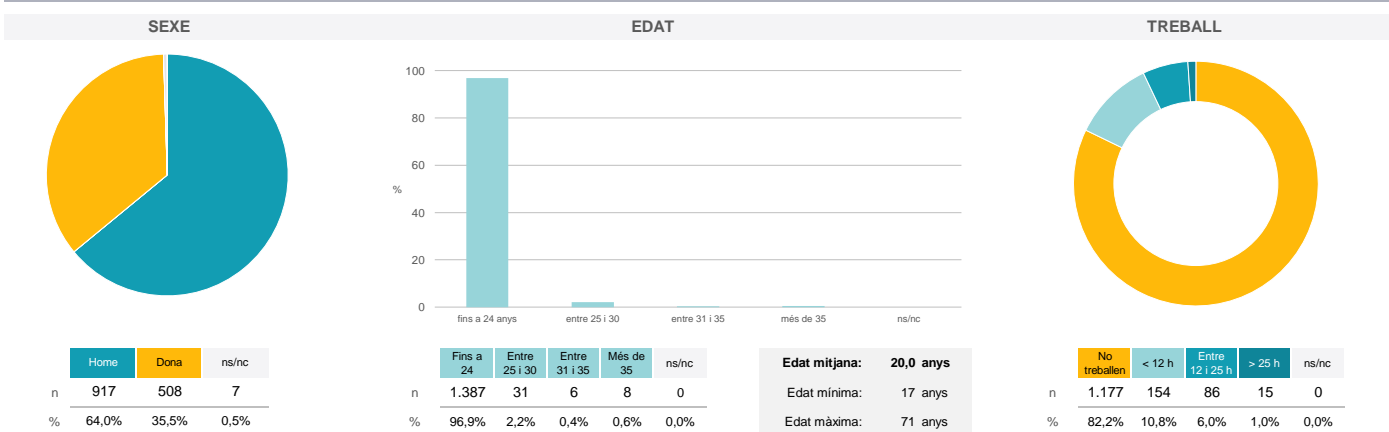 SEXE
EDAT
TREBALL
100
80
60
%
40
20
0
fins a 24 anys
entre 25 i 30
entre 31 i 35
més de 35
ns/nc
Home Dona ns/nc
n 917 508 7
% 64,0% 35,5% 0,5%
Fins a 24 Entre 25 i 30 Entre 31 i 35 Més de 35 ns/nc
n 1.387 31 6 8 0
% 96,9% 2,2% 0,4% 0,6% 0,0%
Edat mitjana: 20,0 anys
Edat mínima: 17 anys
Edat màxima: 71 anys
No treballen < 12 h Entre 12 i 25 h > 25 h ns/nc
n 1.177 154 86 15 0
% 82,2% 10,8% 6,0% 1,0% 0,0%